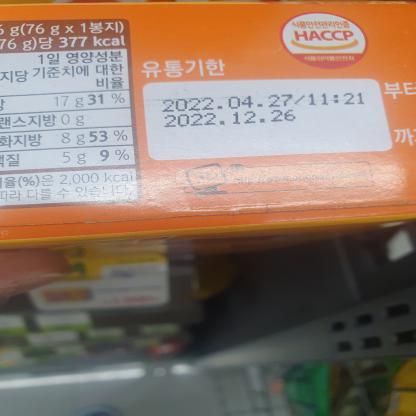 g(76 g x 1봉지)
76 g)당 377 kcal
1일 영양성분
지당 기준치에 대한
비율
17 g 31 %
랜스지방 0 g
화지방 8 g 53 %
백질 5 g 9 %
율(%)은 2,000 kcal
따라 다를 수 있습니다.
식품안전관리인증
HACCP
식품의약품안전처
유통기한
2022.04.27/11:21
2022.12.26
부터
까지